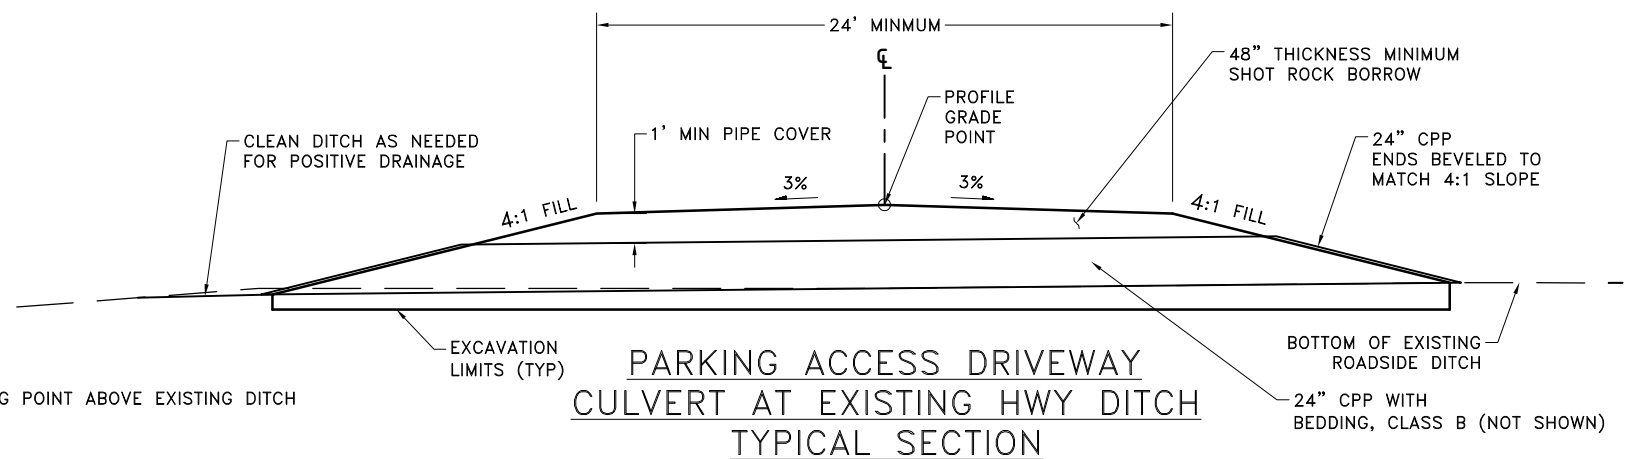 24' MINMUM
℄
48" THICKNESS MINIMUM
SHOT ROCK BORROW
PROFILE
GRADE
POINT
1' MIN PIPE COVER
CLEAN DITCH AS NEEDED
FOR POSITIVE DRAINAGE
24" CPP
ENDS BEVELED TO
MATCH 4:1 SLOPE
3%
3%
4:1 FILL
4:1 FILL
EXCAVATION
LIMITS (TYP)
BOTTOM OF EXISTING
ROADSIDE DITCH
G POINT ABOVE EXISTING DITCH
24" CPP WITH
BEDDING, CLASS B (NOT SHOWN)
PARKING ACCESS DRIVEWAY
CULVERT AT EXISTING HWY DITCH
TYPICAL SECTION